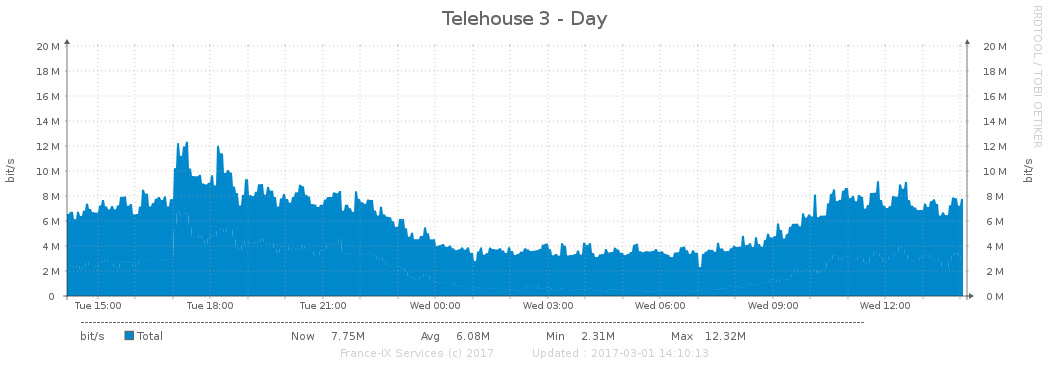 Telehouse 3 - Day
RRDTOOL / TOBI OETIKER
bit/s
bit/s
20 M 20 M
18 M 18 M
16 M 16 M
14 M 14 M
12 M 12 M
10 M 10 M
8 M 8 M
6 M 6 M
4 M 4 M
2 M 2 M
0 0 M
Tue 15:00 Tue 18:00 Tue 21:00 Wed 00:00 Wed 03:00 Wed 06:00 Wed 09:00 Wed 12:00
bit/s Total Now 7.75M Avg 6.08M Min 2.31M Max 12.32M
France-IX Services (c) 2017 Updated : 2017-03-01 14:10:13